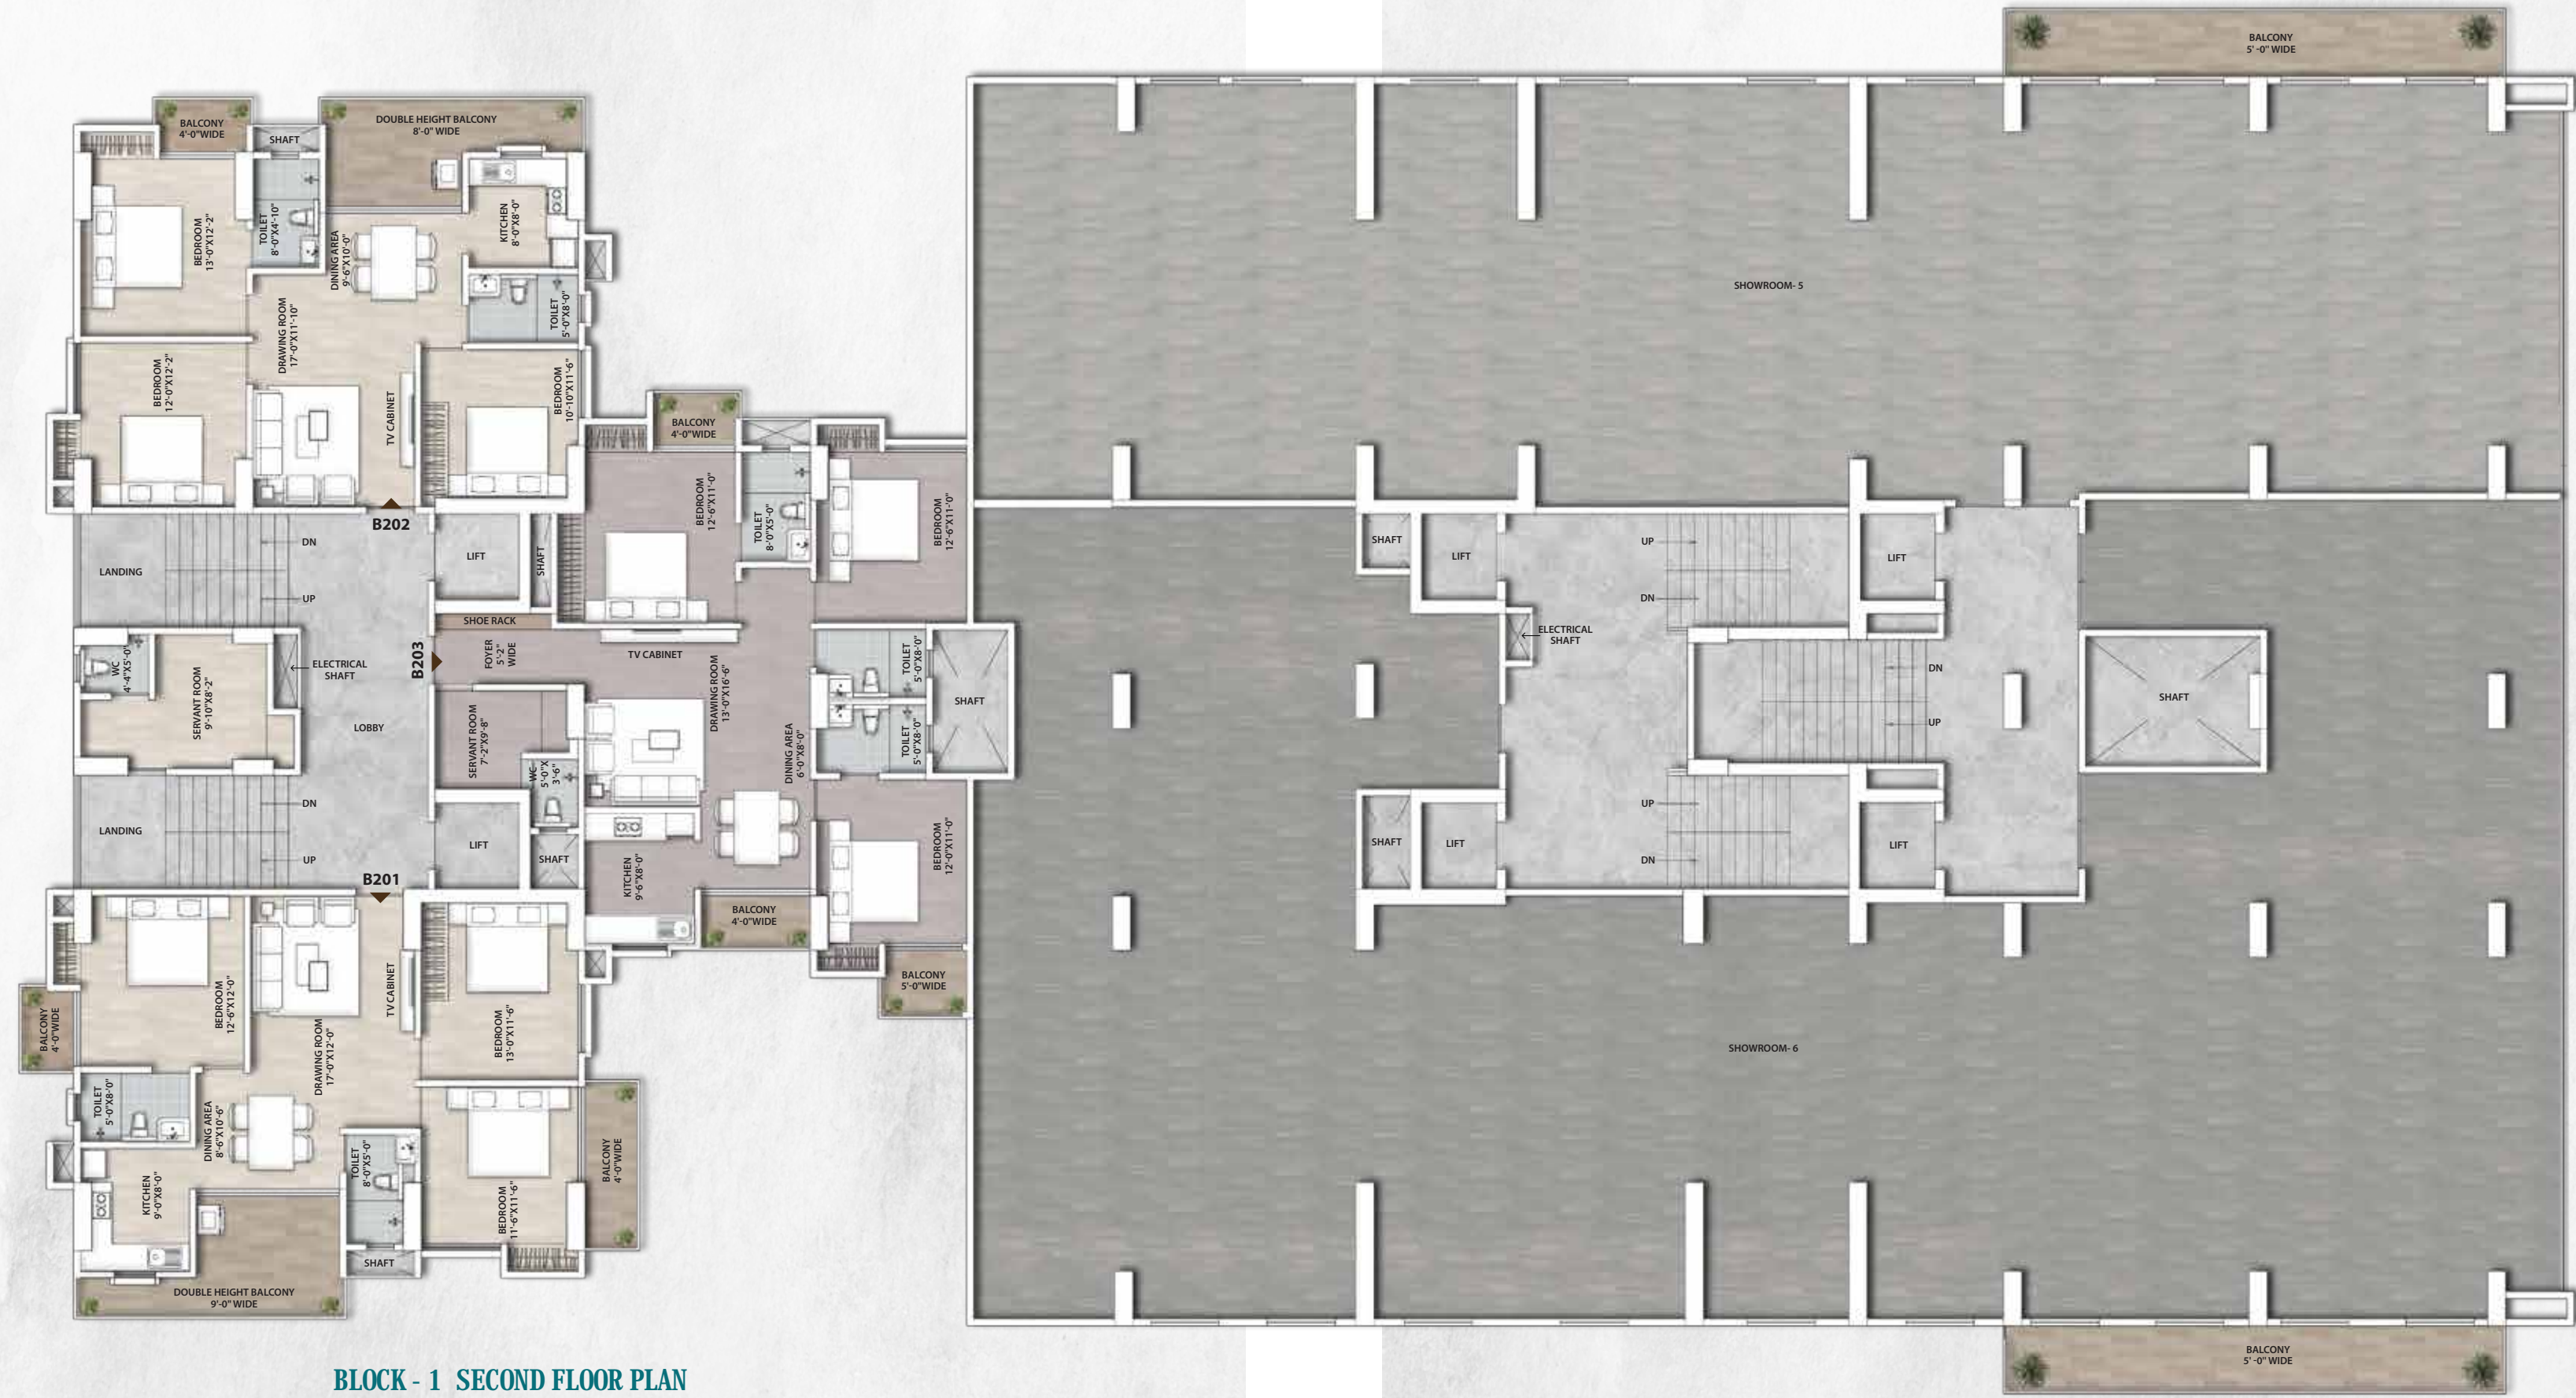 BALCONY
5' -0" WIDE
BALCONY
4'-0"WIDE
SHAFT
DOUBLE HEIGHT BALCONY
8'-0" WIDE
BEDROOM
13'-0"X12'-2"
TOILET
8'-0"X4'-10"
DINING AREA
9'-6"X10'-0"
KITCHEN
8'-0"X8'-0"
TOILET
5'-0"X8'-0"
DRAWING ROOM
17'-0"X11'-10"
BEDROOM
12'-0"X12'-2"
TV CABINET
BEDROOM
10'-10"X11'-6"
B202
SHOWROOM- 5
BALCONY
4'-0"WIDE
BEDROOM
12'-6"X11'-0"
TOILET
8-'0"X5'-0"
BEDROOM
12'-6"X11'-0"
LANDING
DN
UP
LIFT
SHAFT
SHOE RACK
FOYER
5'-2"
WIDE
B203
TV CABINET
WC
4'-4"X5'-0"
SERVANT ROOM
9'-10"X8'-2"
ELECTRICAL
SHAFT
LOBBY
SERVANT ROOM
7'-2"X9'-8"
WC
5'-0"X
3'-6"
DRAWING ROOM
13'-0"X16'-6"
DINING AREA
6'-0"X8'-0"
TOILET
5'-0"X8'-0"
TOILET
5'-0"X8'-0"
SHAFT
LANDING
DN
UP
LIFT
SHAFT
KITCHEN
9'-6"X8'-0"
BEDROOM
12'-0"X11'-0"
BALCONY
4'-0"WIDE
BALCONY
5'-0"WIDE
SHAFT
LIFT
UP
DN
LIFT
ELECTRICAL
SHAFT
DN
UP
SHAFT
SHAFT
LIFT
UP
DN
LIFT
B201
BEDROOM
12'-6"X12'-0"
BALCONY
4'-0"WIDE
TV CABINET
BEDROOM
13'-0"X11'-6"
DRAWING ROOM
17'-0"X12'-0"
TOILET
5'-0"X8'-0"
DINING AREA
8'-6"X10'-6"
TOILET
8'-0"X5'-0"
KITCHEN
9'-0"X8'-0"
BEDROOM
11'-6"X11'-6"
BALCONY
4'-0"WIDE
SHAFT
DOUBLE HEIGHT BALCONY
9'-0" WIDE
SHOWROOM- 6
BALCONY
5' -0" WIDE
BLOCK - 1 SECOND FLOOR PLAN